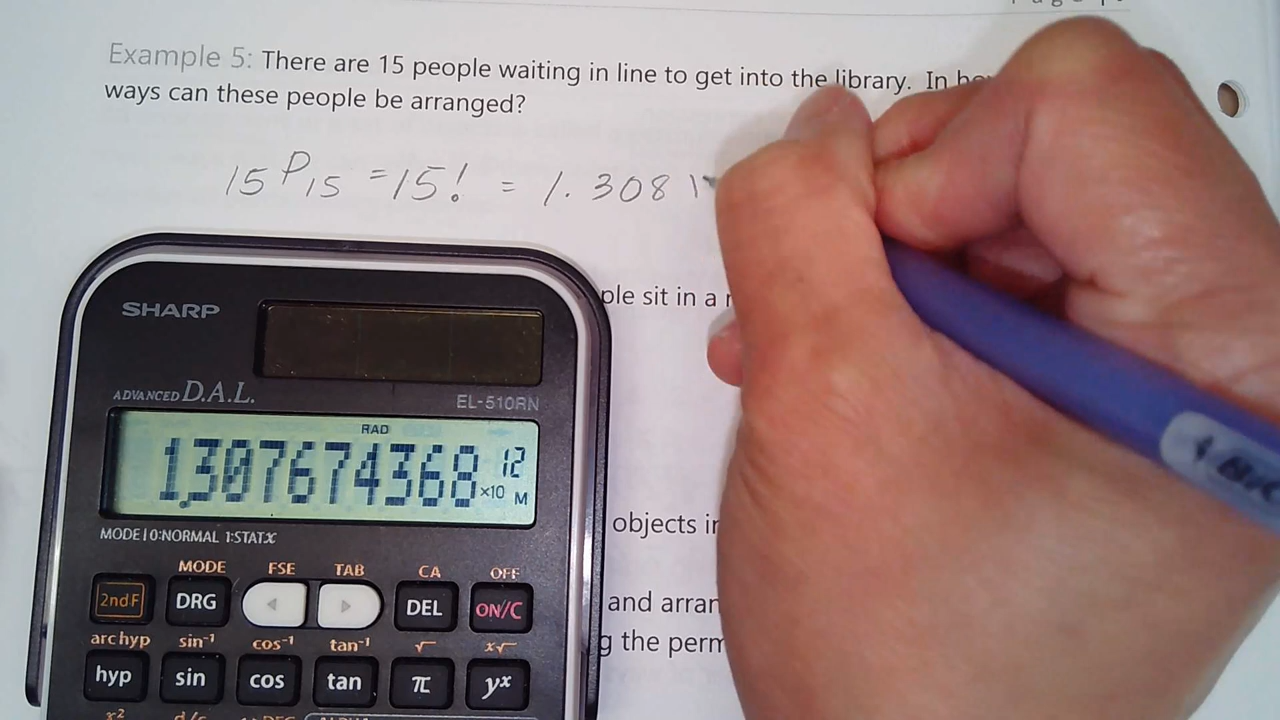 Example 5: There are 15 people waiting in line to get into the library. In
ways can these people be arranged?
15P15 = 15! = 1.308
ple sit in a
SHARP
ADVANCED D.A.L.
EL-510RN
RAD
1.307674368 ×10 12 M
MODE 0:NORMAL 1:STATx
objects in
MODE FSE TAB CA OFF
2ndF DRG ◄ ► DEL ON/C
and arran
arc hyp sin⁻¹ cos⁻¹ tan⁻¹ √ x√
g the perm
hyp sin cos tan π yˣ
x²